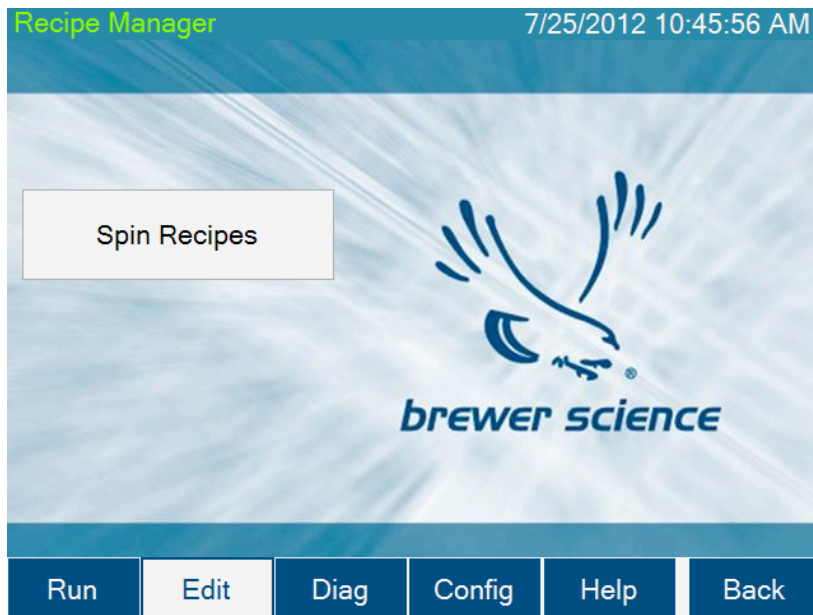 Recipe Manager 7/25/2012 10:45:56 AM
Spin Recipes
®
brewer science
Run Edit Diag Config Help Back